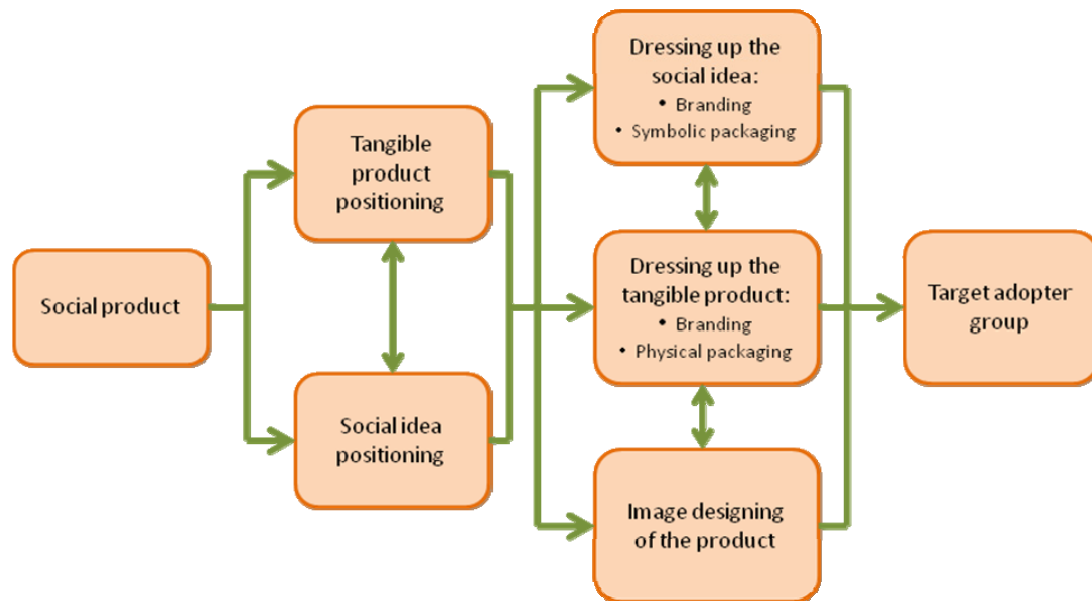 Social product
Tangible
product
positioning
Social idea
positioning
Dressing up the
social idea:
• Branding
• Symbolic packaging
Dressing up the
tangible product:
• Branding
• Physical packaging
Image designing
of the product
Target adopter
group